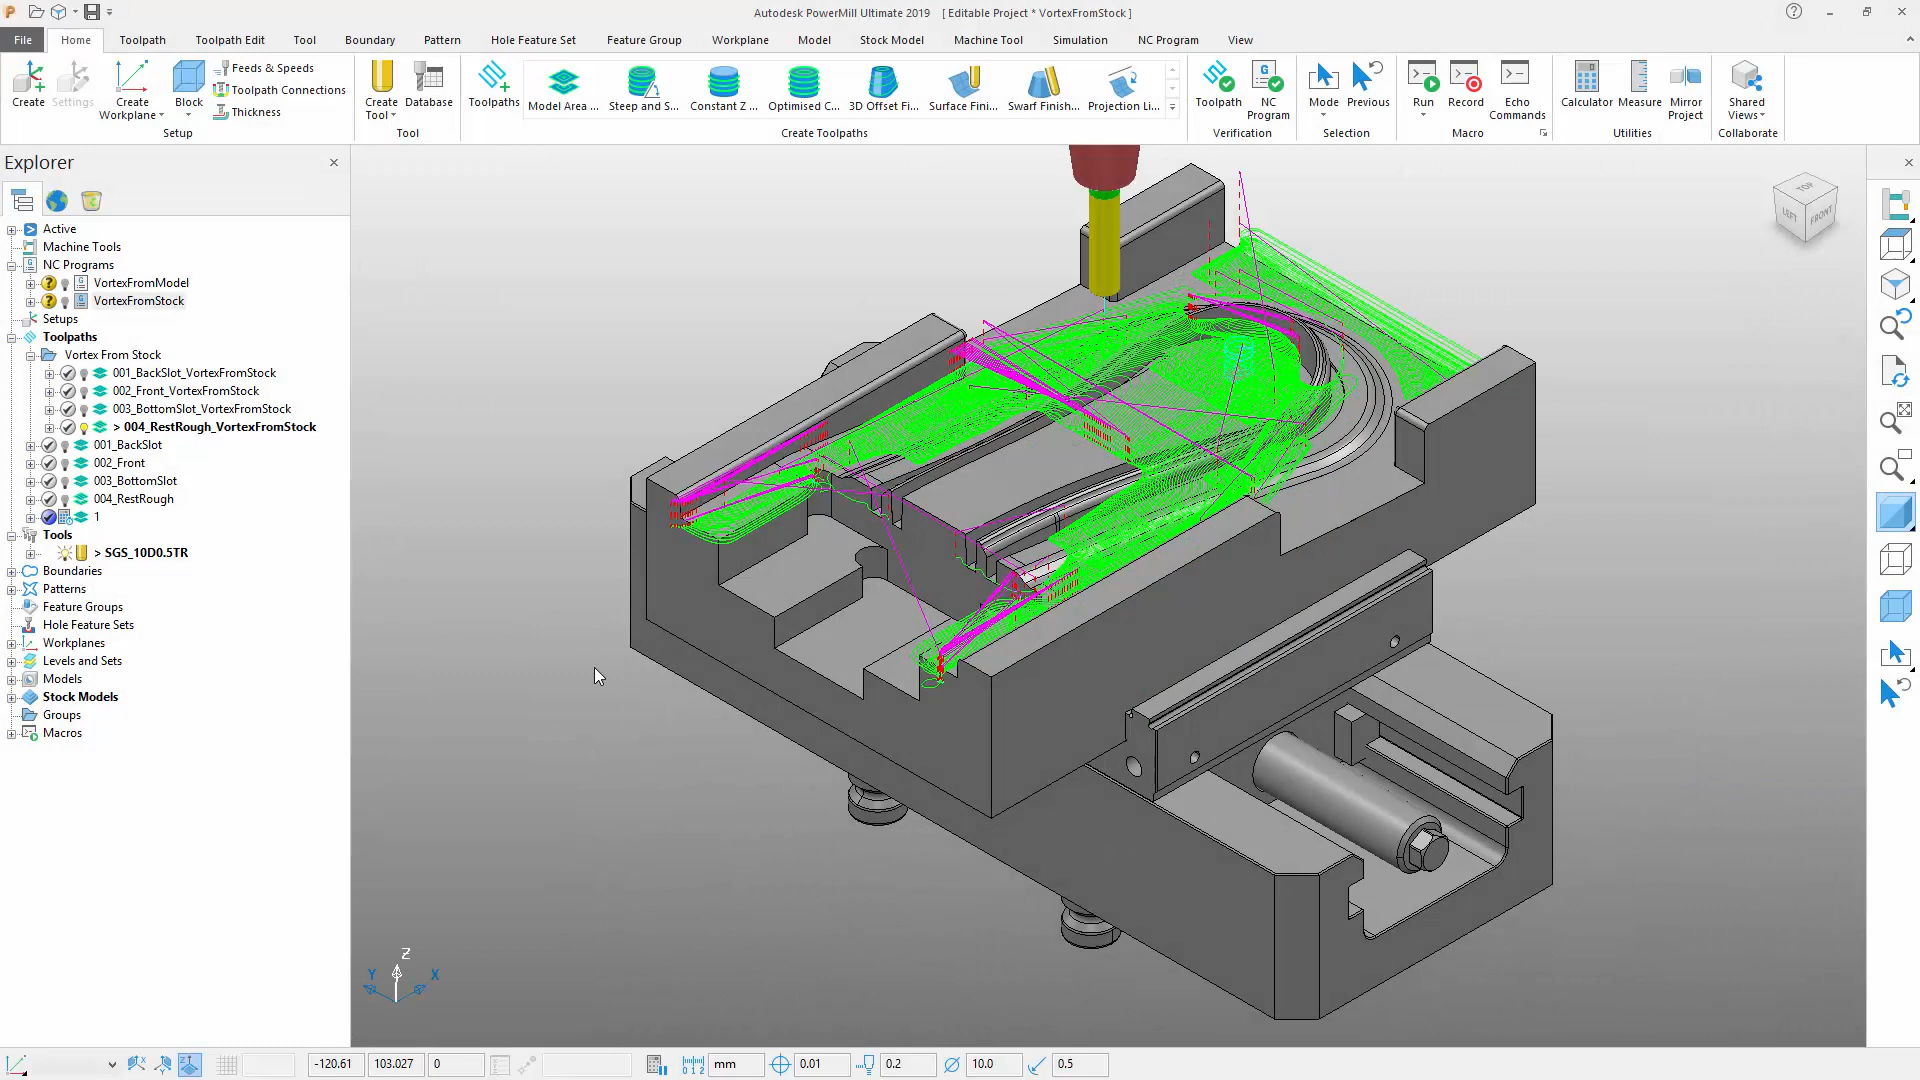 Autodesk PowerMill Ultimate 2019 [ Editable Project * VortexFromStock ]
File Home Toolpath Toolpath Edit Tool Boundary Pattern Hole Feature Set Feature Group Workplane Model Stock Model Machine Tool Simulation NC Program View
Create
Settings
Create Workplane
Block
Feeds & Speeds
Toolpath Connections
Thickness
Setup
Create Tool
Database
Tool
Toolpaths
Model Area ...
Steep and S...
Constant Z ...
Optimised C...
3D Offset Fi...
Surface Fini...
Swarf Finish...
Projection Li...
Create Toolpaths
Toolpath
NC Program
Verification
Mode
Previous
Selection
Run
Record
Echo Commands
Macro
Calculator
Measure
Mirror Project
Utilities
Shared Views
Collaborate
Explorer
Active
Machine Tools
NC Programs
VortexFromModel
VortexFromStock
Setups
Toolpaths
Vortex From Stock
001_BackSlot_VortexFromStock
002_Front_VortexFromStock
003_BottomSlot_VortexFromStock
> 004_RestRough_VortexFromStock
001_BackSlot
002_Front
003_BottomSlot
004_RestRough
1
Tools
> SGS_10D0.5TR
Boundaries
Patterns
Feature Groups
Hole Feature Sets
Workplanes
Levels and Sets
Models
Stock Models
Groups
Macros
TOP
LEFT
FRONT
Z
Y
X
-120.61 103.027 0 mm 0.01 0.2 10.0 0.5